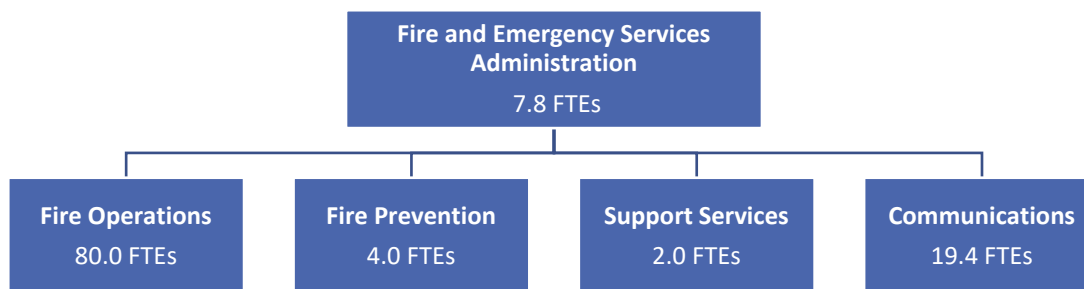 Fire and Emergency Services
Administration
7.8 FTEs
Fire Operations
80.0 FTEs
Fire Prevention
4.0 FTEs
Support Services
2.0 FTEs
Communications
19.4 FTEs